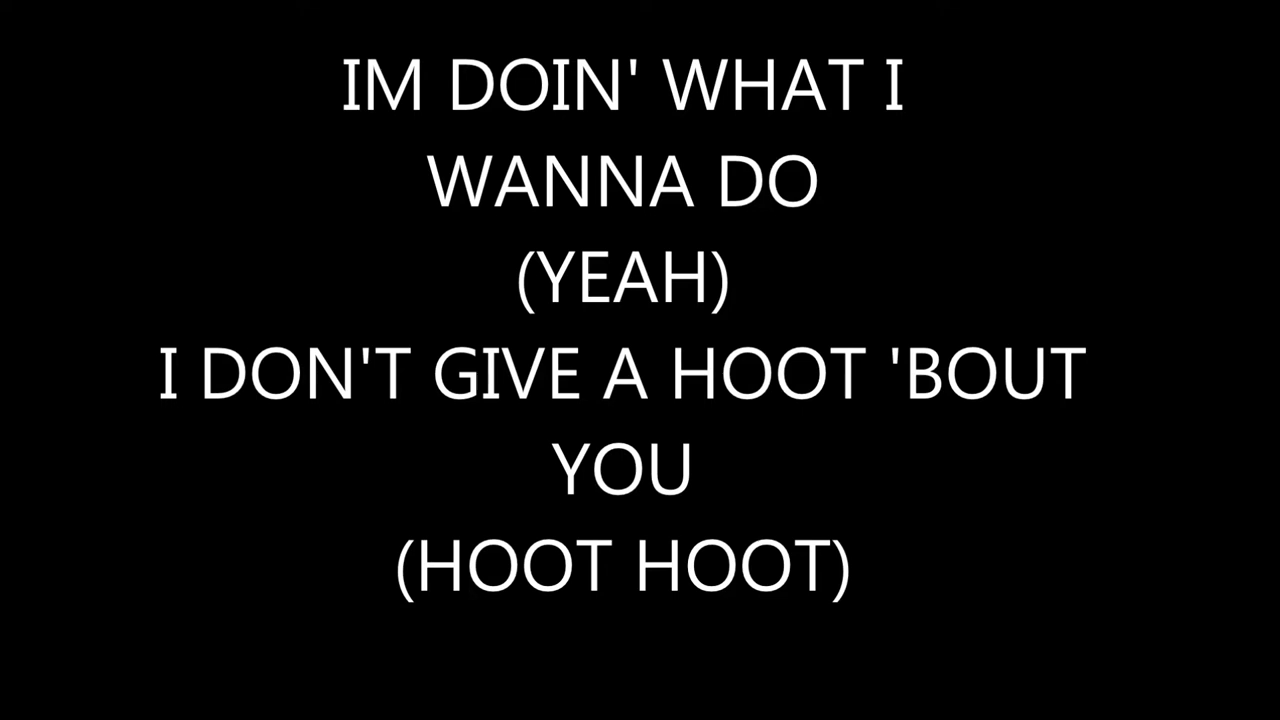 IM DOIN' WHAT I
WANNA DO
(YEAH)
I DON'T GIVE A HOOT 'BOUT
YOU
(HOOT HOOT)